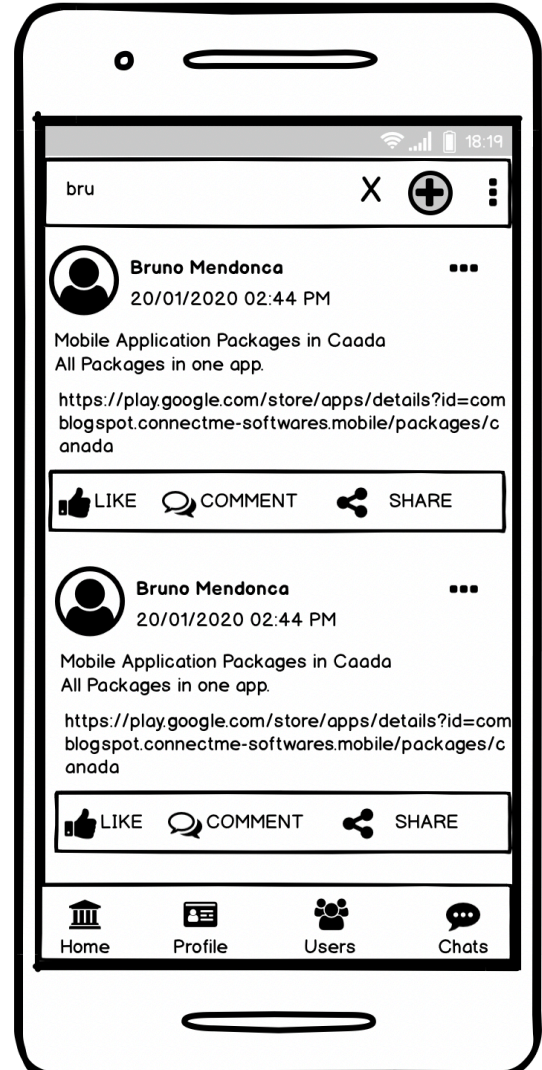 18:19
bru X
Bruno Mendonca
20/01/2020 02:44 PM
Mobile Application Packages in Caada
All Packages in one app.
https://play.google.com/store/apps/details?id=com
blogspot.connectme-softwares.mobile/packages/c
anada
LIKE COMMENT SHARE
Bruno Mendonca
20/01/2020 02:44 PM
Mobile Application Packages in Caada
All Packages in one app.
https://play.google.com/store/apps/details?id=com
blogspot.connectme-softwares.mobile/packages/c
anada
LIKE COMMENT SHARE
Home Profile Users Chats